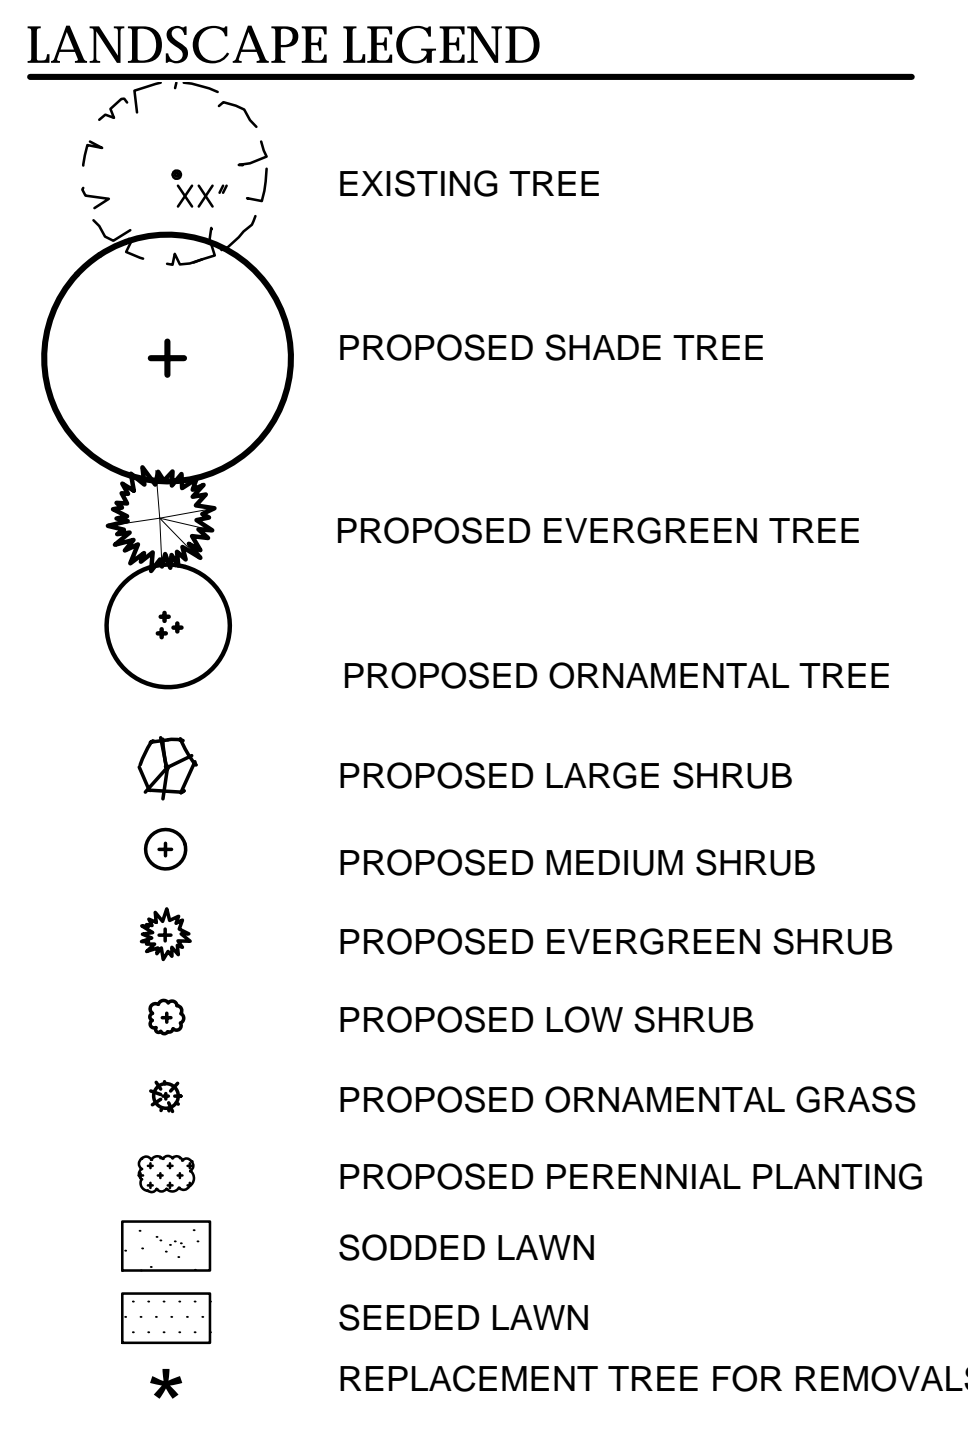 LANDSCAPE LEGEND
XX"
EXISTING TREE
PROPOSED SHADE TREE
PROPOSED EVERGREEN TREE
PROPOSED ORNAMENTAL TREE
PROPOSED LARGE SHRUB
PROPOSED MEDIUM SHRUB
PROPOSED EVERGREEN SHRUB
PROPOSED LOW SHRUB
PROPOSED ORNAMENTAL GRASS
PROPOSED PERENNIAL PLANTING
SODDED LAWN
SEEDED LAWN
* REPLACEMENT TREE FOR REMOVALS